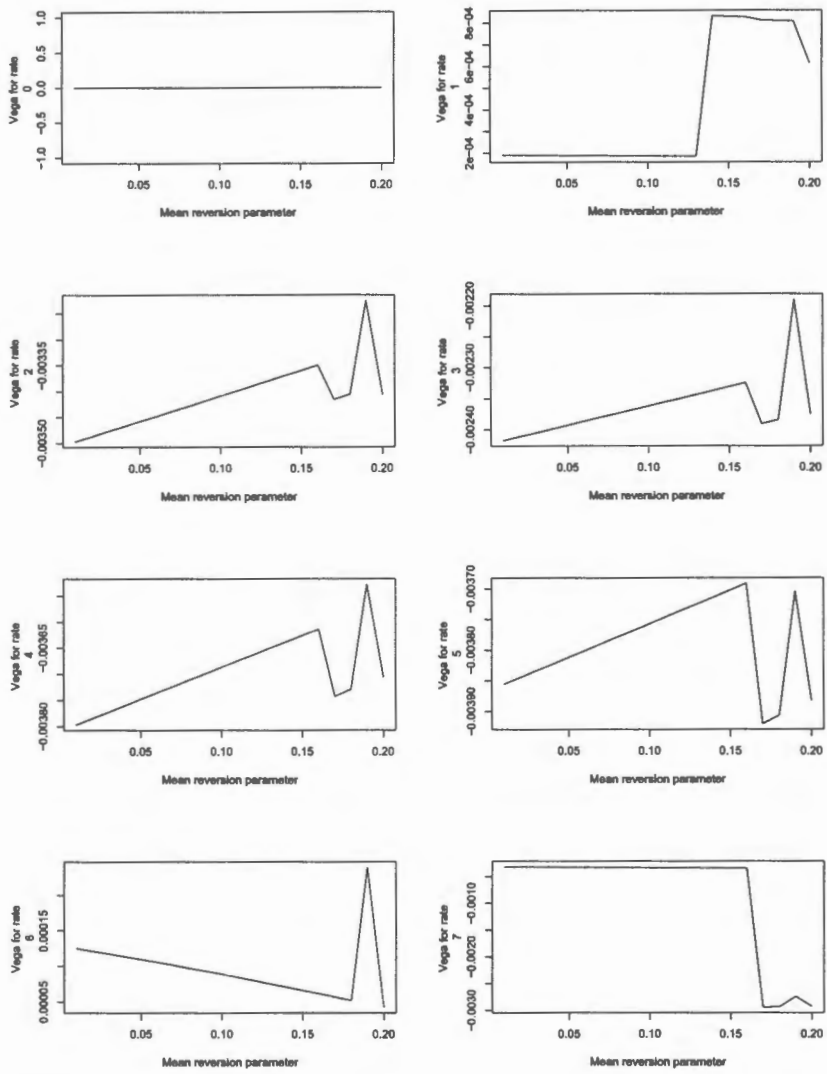 Vega for rate
0
1.0
0.5
0.0
-0.5
-1.0
0.05 0.10 0.15 0.20
Mean reversion parameter
Vega for rate
1
8e-04
6e-04
4e-04
2e-04
0.05 0.10 0.15 0.20
Mean reversion parameter
Vega for rate
2
-0.00335
-0.00350
0.05 0.10 0.15 0.20
Mean reversion parameter
Vega for rate
3
-0.00220
-0.00230
-0.00240
0.05 0.10 0.15 0.20
Mean reversion parameter
Vega for rate
4
-0.00365
-0.00380
0.05 0.10 0.15 0.20
Mean reversion parameter
Vega for rate
5
-0.00370
-0.00380
-0.00390
0.05 0.10 0.15 0.20
Mean reversion parameter
Vega for rate
6
0.00015
0.00005
0.05 0.10 0.15 0.20
Mean reversion parameter
Vega for rate
7
-0.0010
-0.0020
-0.0030
0.05 0.10 0.15 0.20
Mean reversion parameter